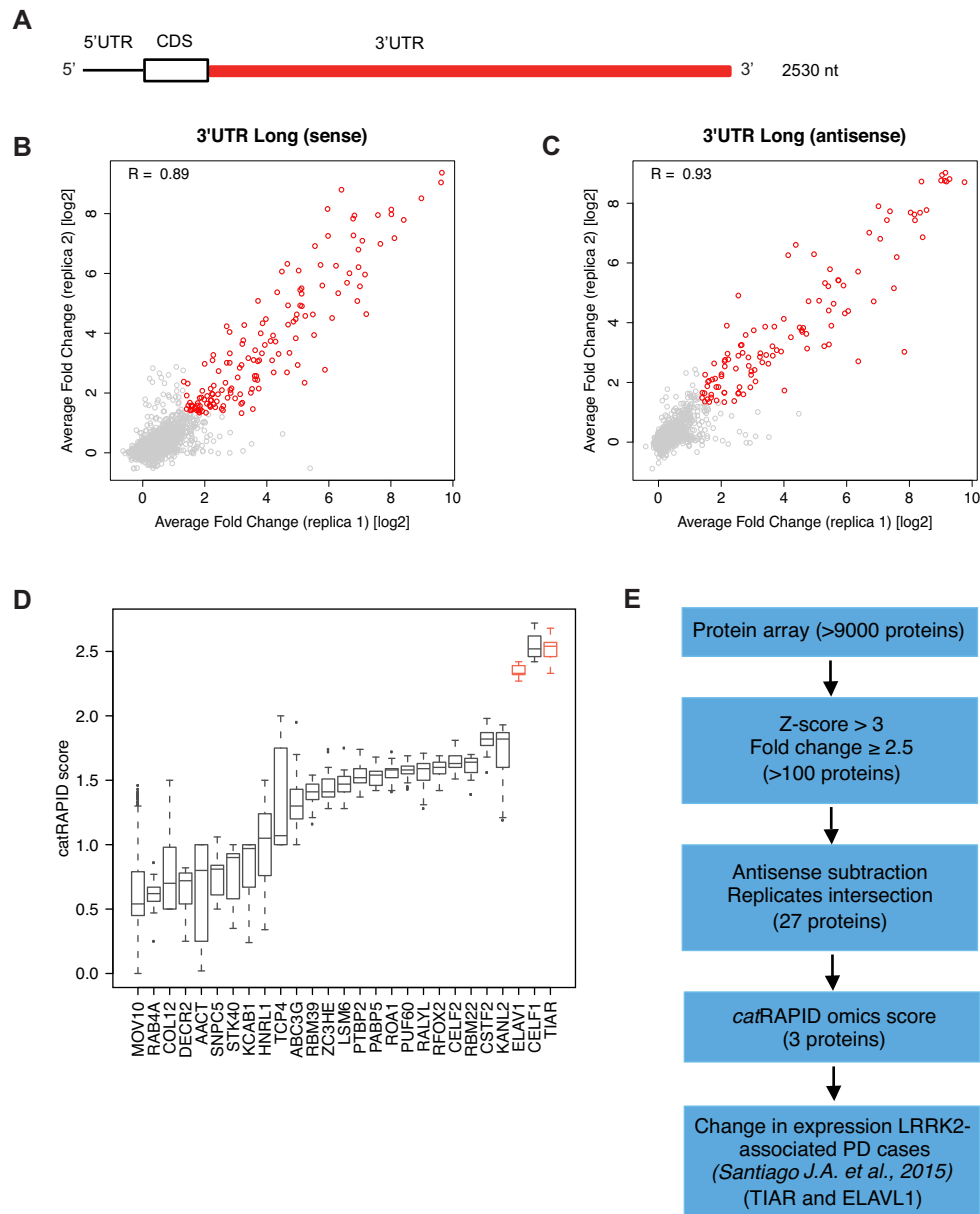 A
5'UTR
CDS
3'UTR
5'
3'
2530 nt
B
3'UTR Long (sense)
R = 0.89
Average Fold Change (replica 2) [log2]
8
6
4
2
0
0 2 4 6 8 10
Average Fold Change (replica 1) [log2]
C
3'UTR Long (antisense)
R = 0.93
Average Fold Change (replica 2) [log2]
8
6
4
2
0
0 2 4 6 8 10
Average Fold Change (replica 1) [log2]
D
catRAPID score
2.5
2.0
1.5
1.0
0.5
0.0
MOV10
RAB4A
COL12
DECR2
AACT
SNPC5
STK40
KCAB1
HNRL1
TCP4
ABC3G
RBM39
ZC3HE
LSM6
PTBP2
PABP5
ROA1
PUF60
RALYL
RFOX2
CELF2
RBM22
CSTF2
KANL2
ELAV1
CELF1
TIAR
E
Protein array (>9000 proteins)
Z-score > 3
Fold change ≥ 2.5
(>100 proteins)
Antisense subtraction
Replicates intersection
(27 proteins)
catRAPID omics score
(3 proteins)
Change in expression LRRK2-
associated PD cases
(Santiago J.A. et al., 2015)
(TIAR and ELAVL1)